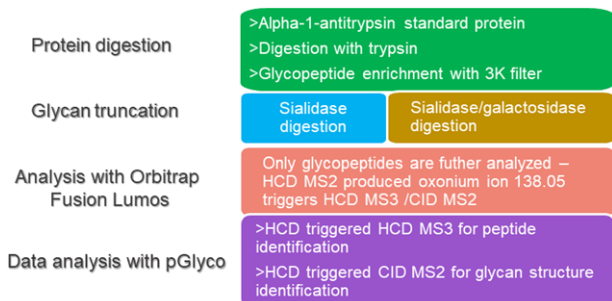 Protein digestion
>Alpha-1-antitrypsin standard protein
>Digestion with trypsin
>Glycopeptide enrichment with 3K filter
Glycan truncation
Sialidase
digestion
Sialidase/galactosidase
digestion
Analysis with Orbitrap
Fusion Lumos
Only glycopeptides are futher analyzed –
HCD MS2 produced oxonium ion 138.05
triggers HCD MS3 /CID MS2
Data analysis with pGlyco
>HCD triggered HCD MS3 for peptide
identification
>HCD triggered CID MS2 for glycan structure
identification